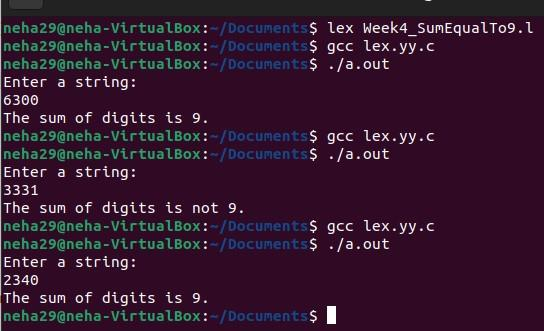 neha29@neha-VirtualBox:~/Documents$ lex Week4_SumEqualTo9.l
neha29@neha-VirtualBox:~/Documents$ gcc lex.yy.c
neha29@neha-VirtualBox:~/Documents$ ./a.out
Enter a string:
6300
The sum of digits is 9.
neha29@neha-VirtualBox:~/Documents$ gcc lex.yy.c
neha29@neha-VirtualBox:~/Documents$ ./a.out
Enter a string:
3331
The sum of digits is not 9.
neha29@neha-VirtualBox:~/Documents$ gcc lex.yy.c
neha29@neha-VirtualBox:~/Documents$ ./a.out
Enter a string:
2340
The sum of digits is 9.
neha29@neha-VirtualBox:~/Documents$